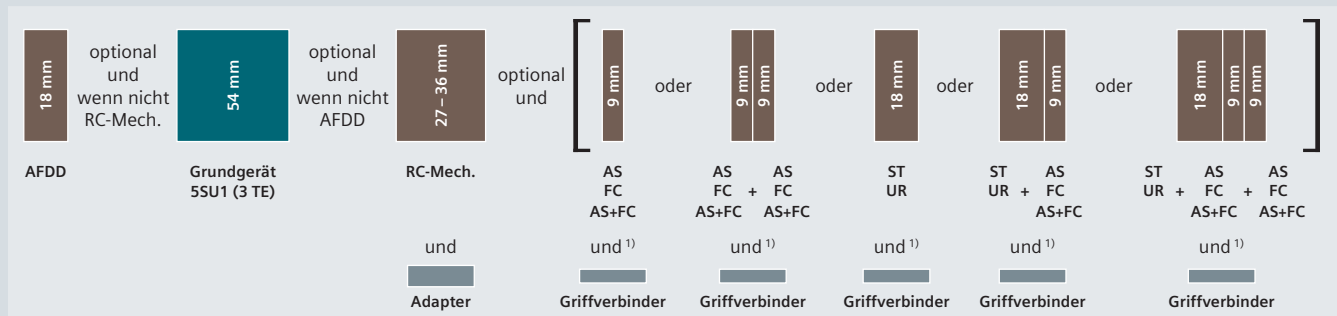 18 mm
optional
und
wenn nicht
RC-Mech.
54 mm
optional
und
wenn nicht
AFDD
27 – 36 mm
optional
und
9 mm
oder
9 mm
9 mm
oder
18 mm
oder
18 mm
9 mm
oder
18 mm
9 mm
9 mm
AFDD
Grundgerät
5SU1 (3 TE)
RC-Mech.
AS
FC
AS+FC
AS AS
FC + FC
AS+FC AS+FC
ST
UR
ST AS
UR + FC
AS+FC
ST AS AS
UR + FC + FC
AS+FC AS+FC
und
und 1)
und 1)
und 1)
und 1)
und 1)
Adapter
Griffverbinder
Griffverbinder
Griffverbinder
Griffverbinder
Griffverbinder